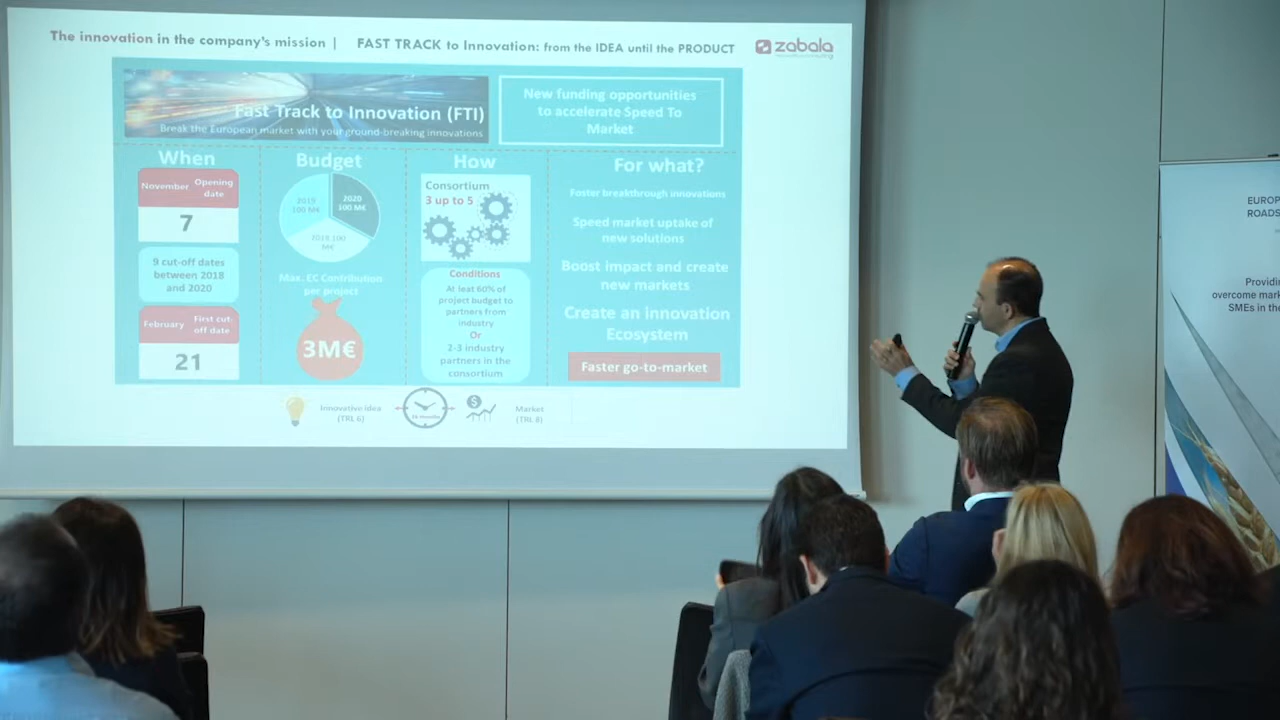 The innovation in the company's mission | FAST TRACK to Innovation: from the IDEA until the PRODUCT
zabala
Fast Track to Innovation (FTI)
Break the European market with your ground-breaking innovations
New funding opportunities
to accelerate Speed To
Market
When
November Opening date
7
9 cut-off dates
between 2018
and 2020
February First cut-off date
21
Budget
2019
100 M€
2020
100 M€
2018 100
M€
Max. EC Contribution
per project
3M€
How
Consortium
3 up to 5
Conditions
At leat 60% of
project budget to
partners from
industry
Or
2-3 industry
partners in the
consortium
For what?
Foster breakthrough innovations
Speed market uptake of
new solutions
Boost impact and create
new markets
Create an innovation
Ecosystem
Faster go-to-market
Innovative idea
(TRL 6)
$
Market
(TRL 8)
EUROP
ROADS
Providin
overcome mark
SMEs in the